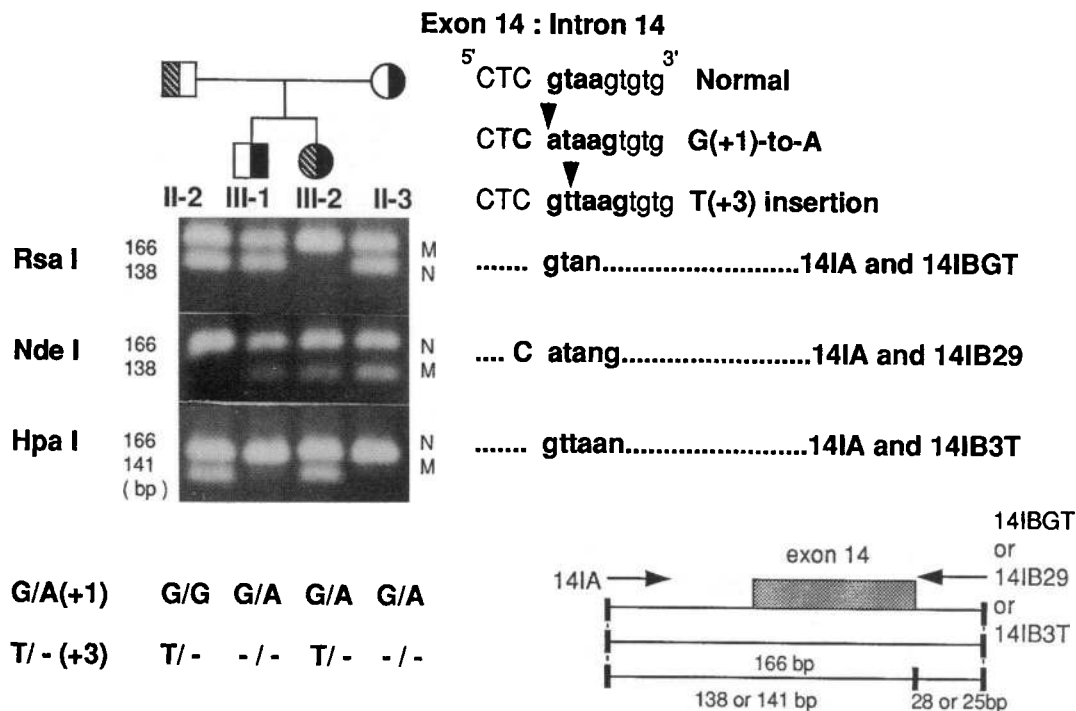 Exon 14 : Intron 14
5' 3'
CTC gtaagtgtg Normal
CTC ataagtgtg G(+1)-to-A
CTC gttaagtgtg T(+3) insertion
II-2 III-1 III-2 II-3
Rsa I 166 M
138 N
....... gtan............................14IA and 14IBGT
Nde I 166 N
138 M
.... C atang.......................14IA and 14IB29
Hpa I 166 N
141 M
( bp)
....... gttaan.......................14IA and 14IB3T
G/A(+1) G/G G/A G/A G/A
T/ - (+3) T/ - - / - T/ - - / -
14IBGT
or
14IB29
or
14IB3T
14IA
exon 14
166 bp
138 or 141bp 28 or 25bp